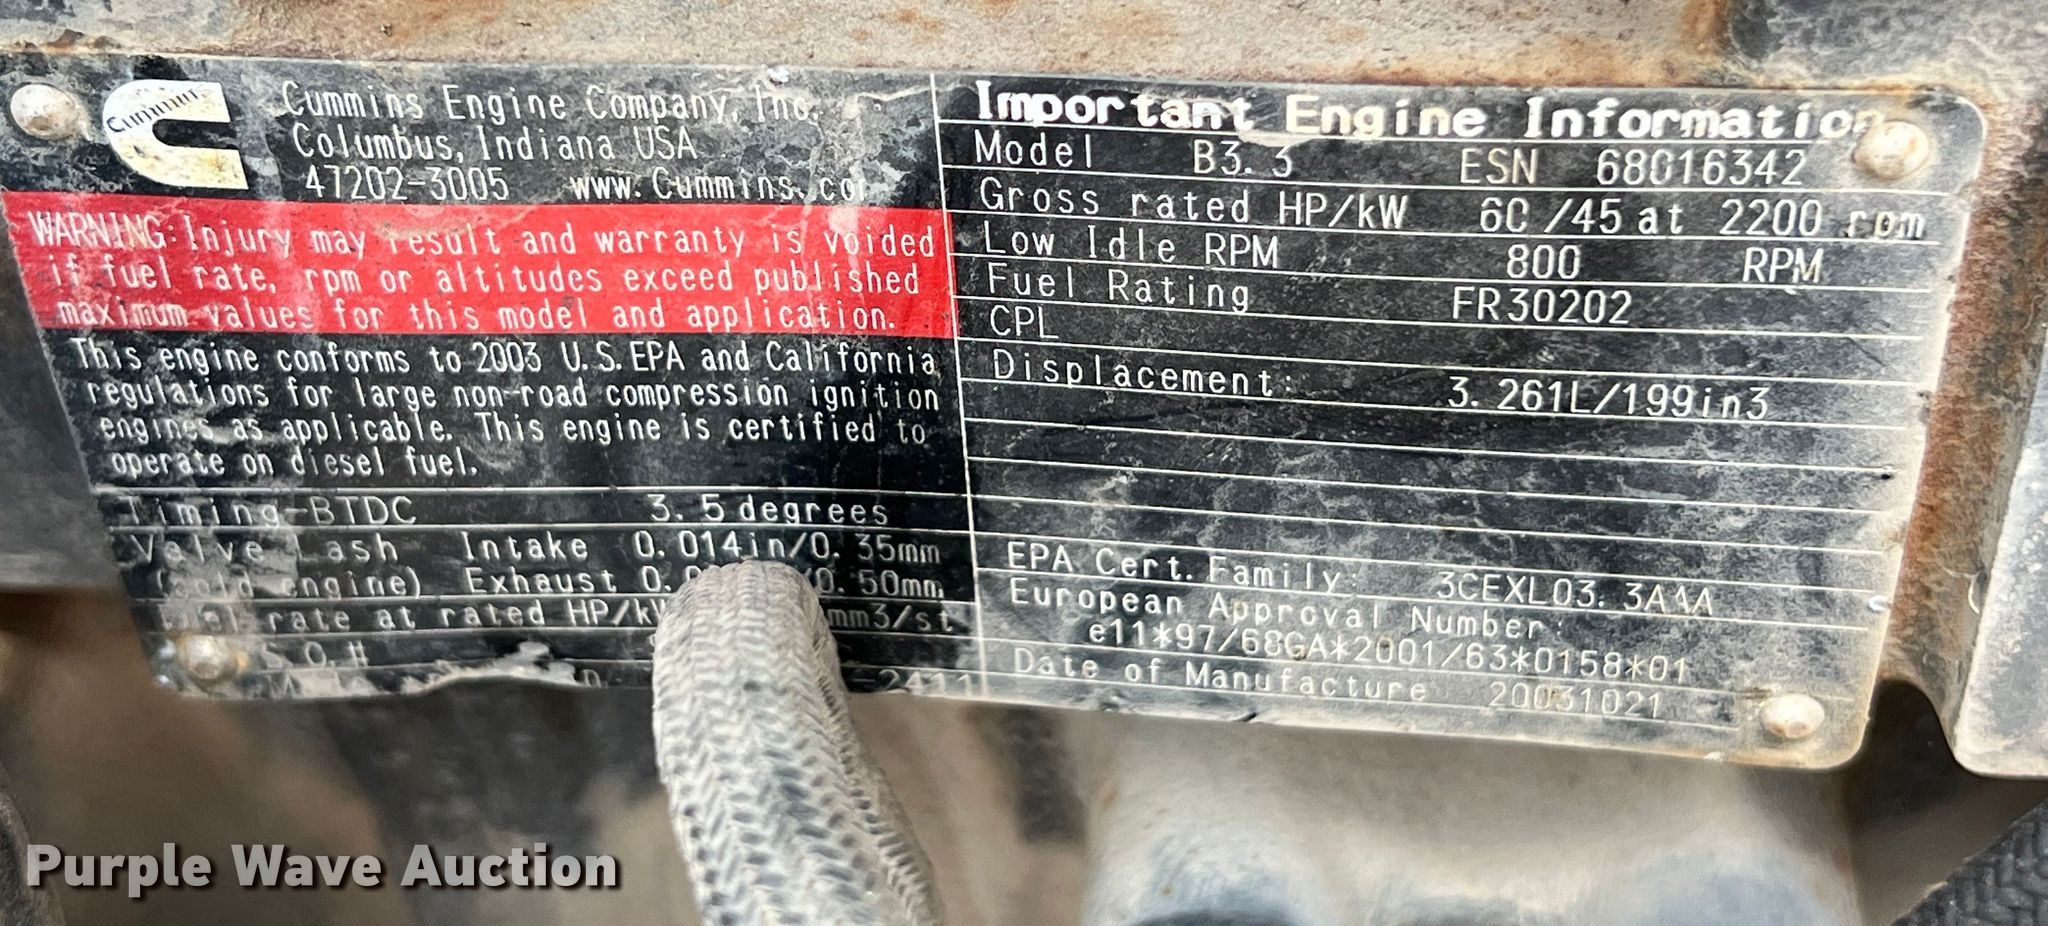 Cummins
Cummins Engine Company, Inc.
Columbus, Indiana USA
47202-3005 www.Cummins.co
WARNING: Injury may result and warranty is voided
if fuel rate, rpm or altitudes exceed published
maximum values for this model and application.
This engine conforms to 2003 U.S. EPA and California
regulations for large non-road compression ignition
engines as applicable. This engine is certified to
operate on diesel fuel.
Timing-BTDC 3.5 degrees
Valve Lash Intake 0.014in/0.35mm
(cold engine) Exhaust 0. /0.50mm
fuel rate at rated HP/kW mm3/st
S.O.#
-2411
Important Engine Information
Model B3.3 ESN 68016342
Gross rated HP/kW 60/45 at 2200 rpm
Low Idle RPM 800 RPM
Fuel Rating FR30202
CPL
Displacement: 3.261L/199in3
EPA Cert. Family: 3CEXL03.3AAA
European Approval Number:
e11*97/68GA*2001/63*0158*01
Date of Manufacture 20031021
Purple Wave Auction